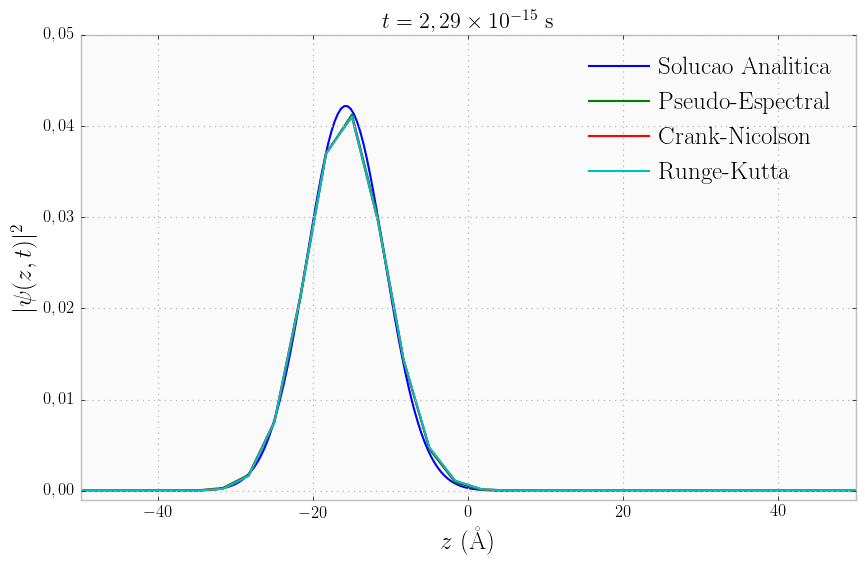 t = 2,29 × 10⁻¹⁵ s
0,05
0,04
0,03
0,02
0,01
0,00
|ψ(z, t)|²
Solucao Analitica
Pseudo-Espectral
Crank-Nicolson
Runge-Kutta
−40 −20 0 20 40
z (Å)